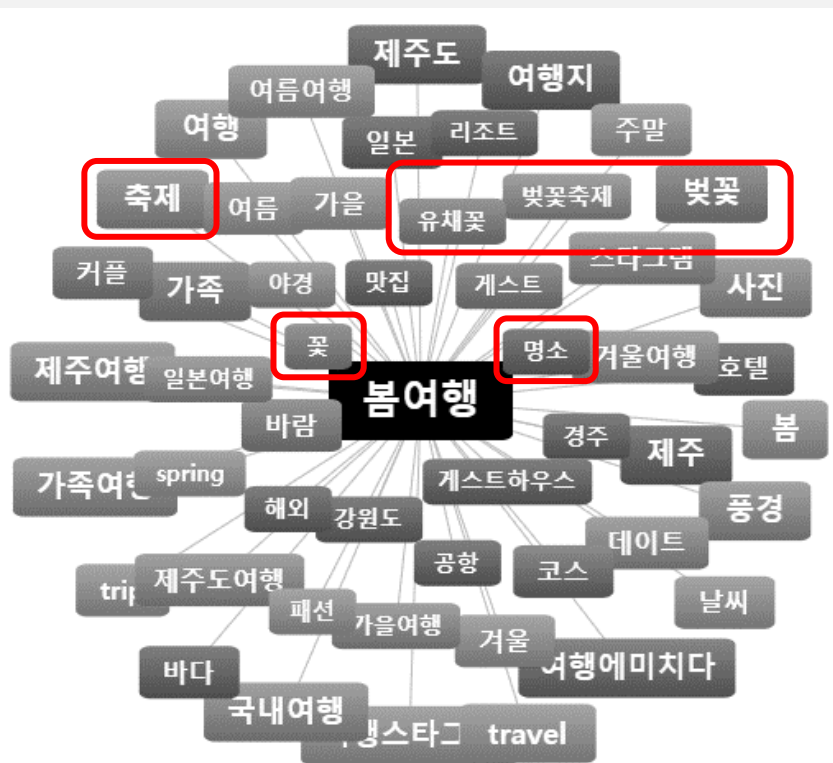 제주도
여행지
여름여행
여행
일본
리조트
주말
축제
여름
가을
유채꽃
벚꽃축제
벚꽃
스타그램
커플
가족
야경
맛집
게스트
사진
꽃
명소
제주여행
일본여행
봄여행
겨울여행
호텔
바람
경주
제주
봄
가족여행
spring
게스트하우스
풍경
해외
강원도
데이트
trip
제주도여행
공항
코스
날씨
패션
가을여행
겨울
여행에미치다
바다
국내여행
travel